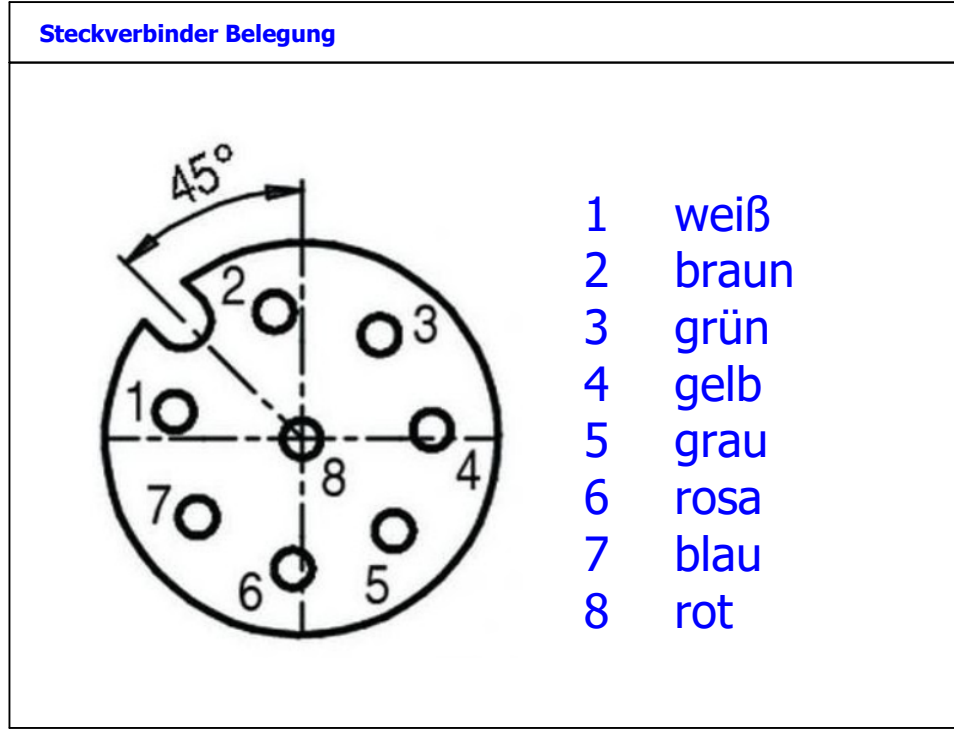 Steckverbinder Belegung
45°
2
3
1
8
4
7
6
5
1 weiß
2 braun
3 grün
4 gelb
5 grau
6 rosa
7 blau
8 rot